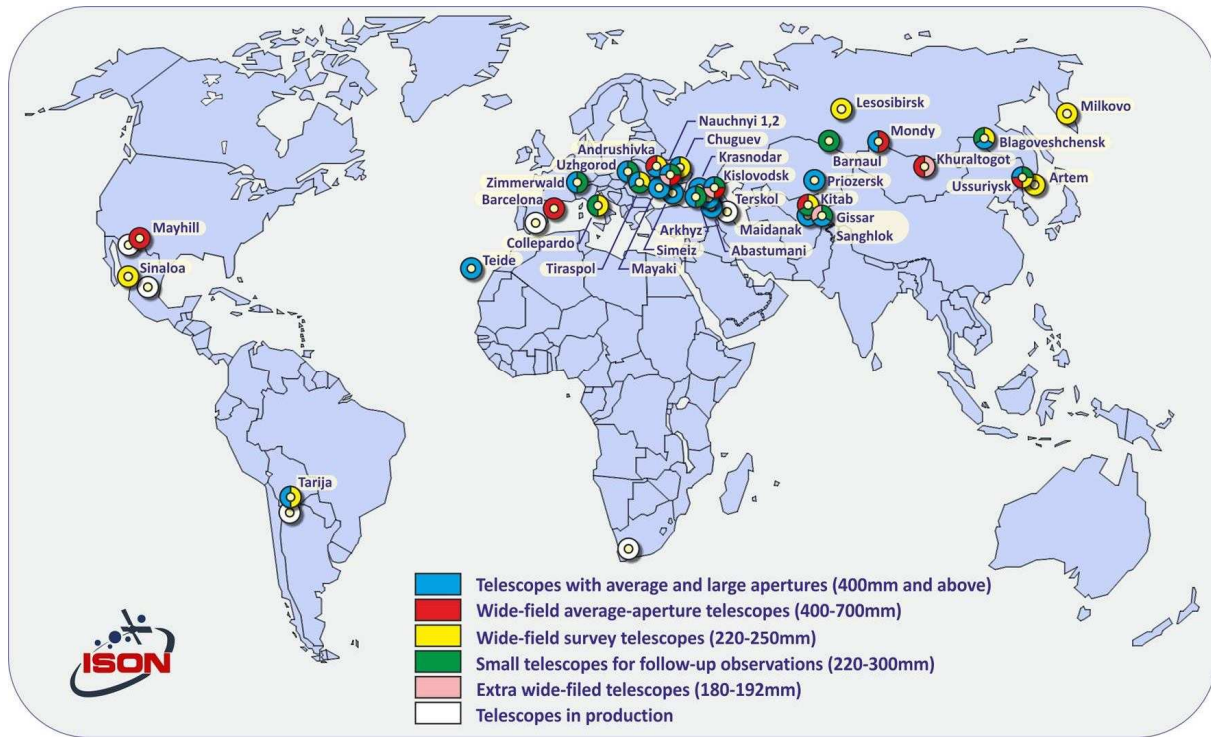 Lesosibirsk
Milkovo
Nauchnyi 1,2
Mondy
Blagoveshchensk
Andrushivka
Chuguev
Uzhgorod
Krasnodar
Barnaul
Khuraltogot
Zimmerwald
Kislovodsk
Priozersk
Ussuriysk
Artem
Barcelona
Terskol
Kitab
Mayhill
Arkhyz
Maidanak
Gissar
Collepardo
Simeiz
Abastumani
Sanghlok
Sinaloa
Teide
Tiraspol
Mayaki
Tarija
Telescopes with average and large apertures (400mm and above)
Wide-field average-aperture telescopes (400-700mm)
Wide-field survey telescopes (220-250mm)
Small telescopes for follow-up observations (220-300mm)
Extra wide-filed telescopes (180-192mm)
Telescopes in production
ISON